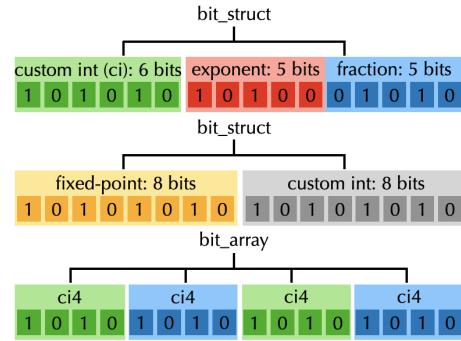 bit_struct
custom int (ci): 6 bits exponent: 5 bits fraction: 5 bits
1 0 1 0 1 0 1 0 1 0 0 0 1 0 1 0
bit_struct
fixed-point: 8 bits custom int: 8 bits
1 0 1 0 1 0 1 0 1 0 1 0 1 0 1 0
bit_array
ci4 ci4 ci4 ci4
1 0 1 0 1 0 1 0 1 0 1 0 1 0 1 0